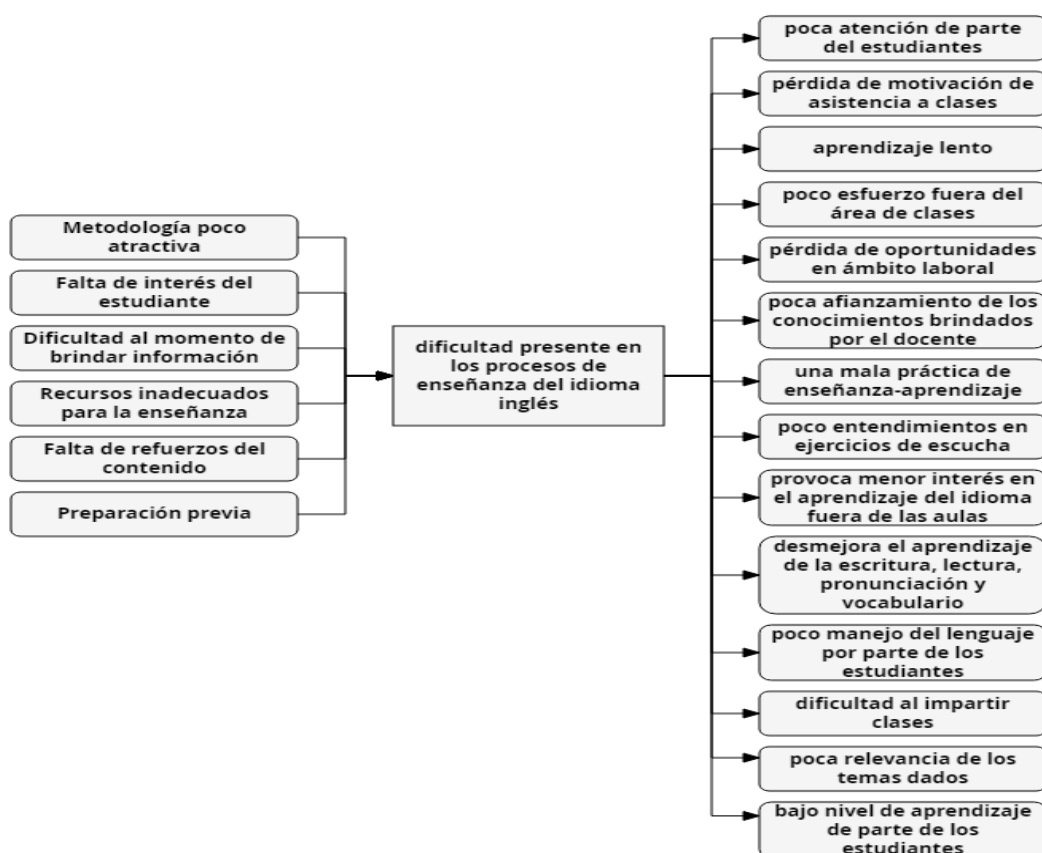 Metodología poco
atractiva
Falta de interés del
estudiante
Dificultad al momento de
brindar información
Recursos inadecuados
para la enseñanza
Falta de refuerzos del
contenido
Preparación previa
dificultad presente en
los procesos de
enseñanza del idioma
inglés
poca atención de parte
del estudiantes
pérdida de motivación de
asistencia a clases
aprendizaje lento
poco esfuerzo fuera del
área de clases
pérdida de oportunidades
en ámbito laboral
poca afianzamiento de los
conocimientos brindados
por el docente
una mala práctica de
enseñanza-aprendizaje
poco entendimientos en
ejercicios de escucha
provoca menor interés en
el aprendizaje del idioma
fuera de las aulas
desmejora el aprendizaje
de la escritura, lectura,
pronunciación y
vocabulario
poco manejo del lenguaje
por parte de los
estudiantes
dificultad al impartir
clases
poca relevancia de los
temas dados
bajo nivel de aprendizaje
de parte de los
estudiantes